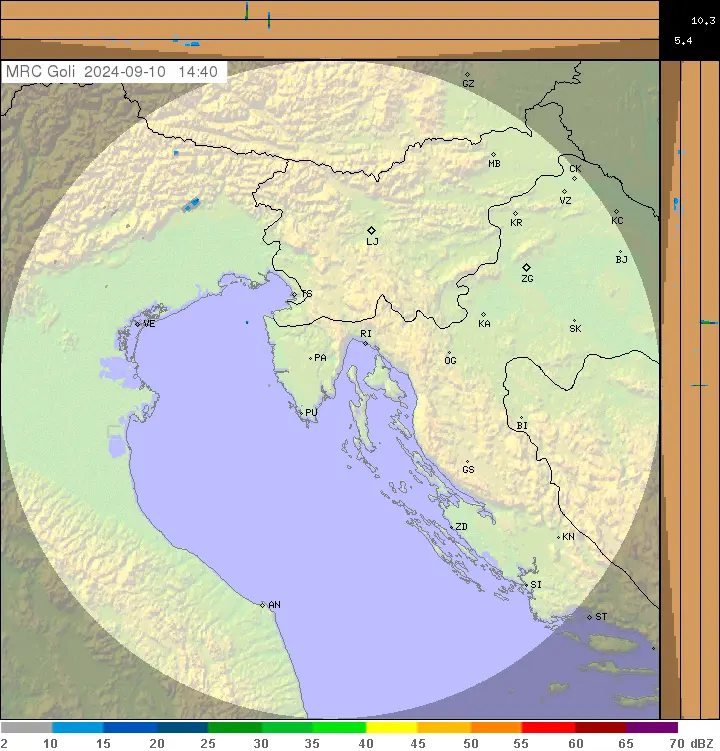 10.3
5.4
MRC Goli 2024-09-10 14:40
GZ
MB
CK
VZ
KR
KC
LJ
BJ
ZG
TS
VE
KA
SK
RI
PA
OG
PU
BI
GS
ZD
KN
SI
AN
ST
2 10 15 20 25 30 35 40 45 50 55 60 70 dBZ